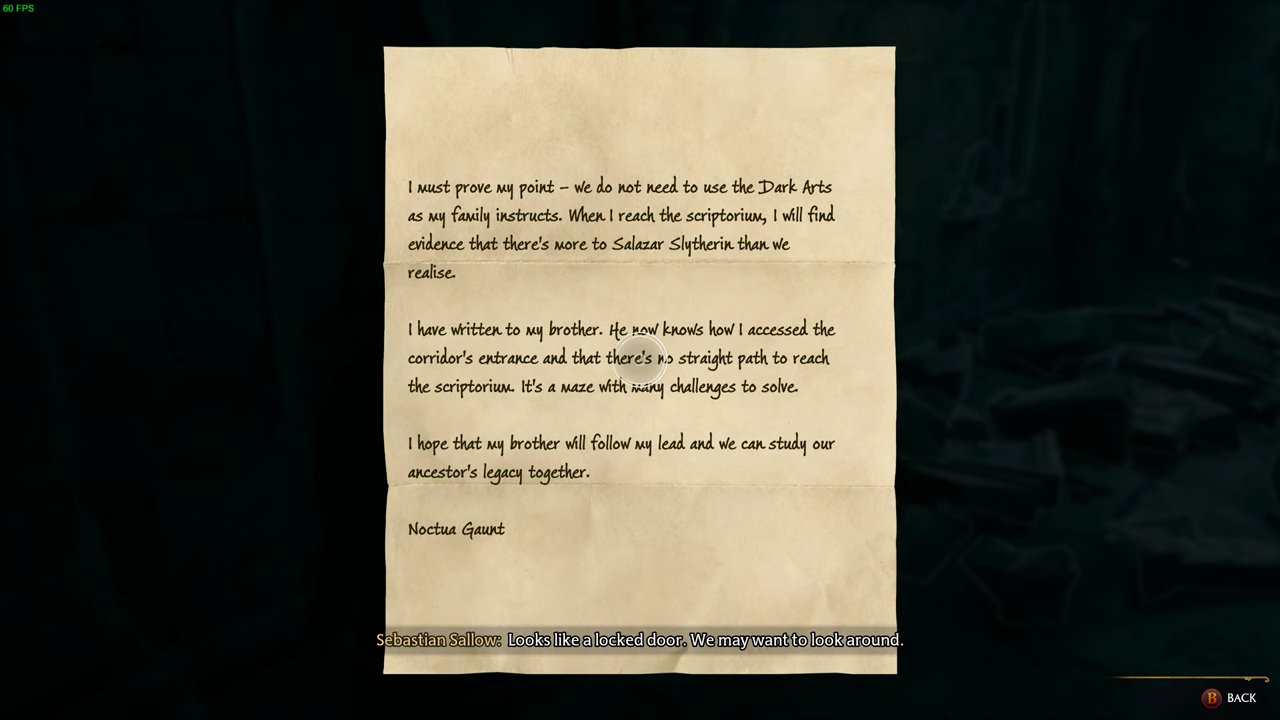 60 FPS
I must prove my point – we do not need to use the Dark Arts
as my family instructs. When I reach the scriptorium, I will find
evidence that there's more to Salazar Slytherin than we
realise.
I have written to my brother. He now knows how I accessed the
corridor's entrance and that there's no straight path to reach
the scriptorium. It's a maze with many challenges to solve.
I hope that my brother will follow my lead and we can study our
ancestor's legacy together.
Noctua Gaunt
Sebastian Sallow: Looks like a locked door. We may want to look around.
B BACK